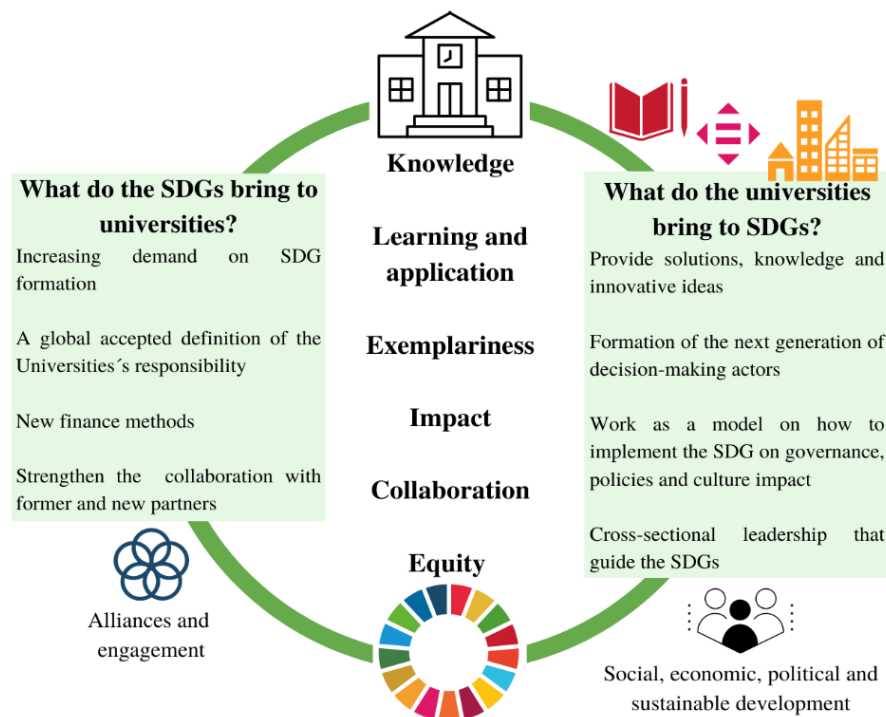 What do the SDGs bring to
universities?
Increasing demand on SDG
formation
A global accepted definition of the
Universities´s responsibility
New finance methods
Strengthen the collaboration with
former and new partners
Alliances and
engagement
Knowledge
Learning and
application
Exemplariness
Impact
Collaboration
Equity
What do the universities
bring to SDGs?
Provide solutions, knowledge and
innovative ideas
Formation of the next generation of
decision-making actors
Work as a model on how to
implement the SDG on governance,
policies and culture impact
Cross-sectional leadership that
guide the SDGs
Social, economic, political and
sustainable development